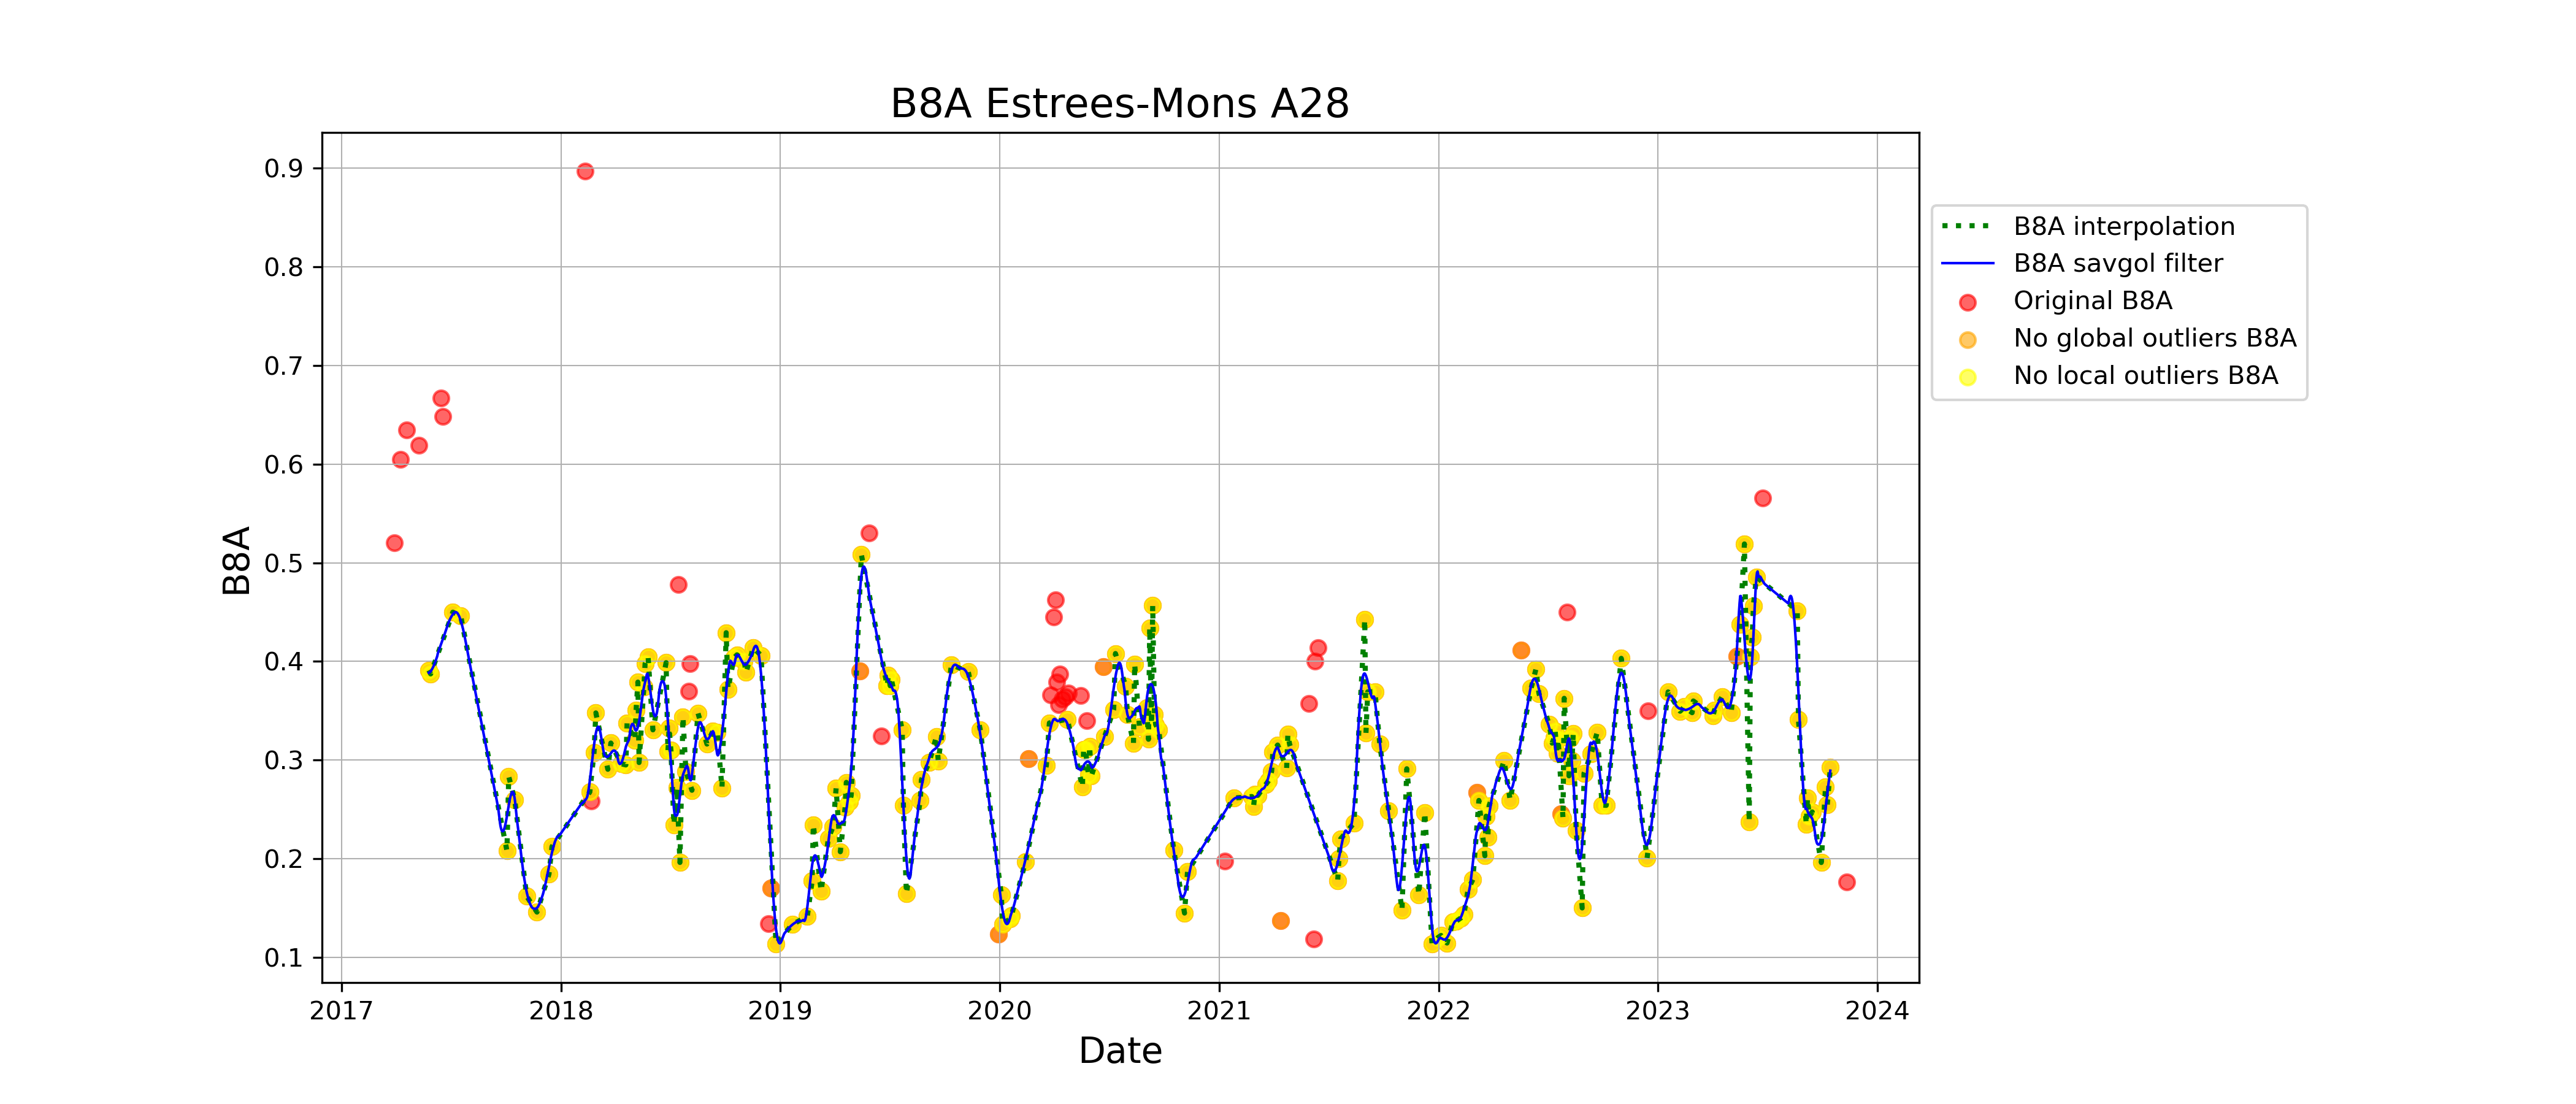 B8A Estrees-Mons A28
0.9
0.8
0.7
0.6
0.5
0.4
0.3
0.2
0.1
B8A
2017 2018 2019 2020 2021 2022 2023 2024
Date
B8A interpolation
B8A savgol filter
Original B8A
No global outliers B8A
No local outliers B8A